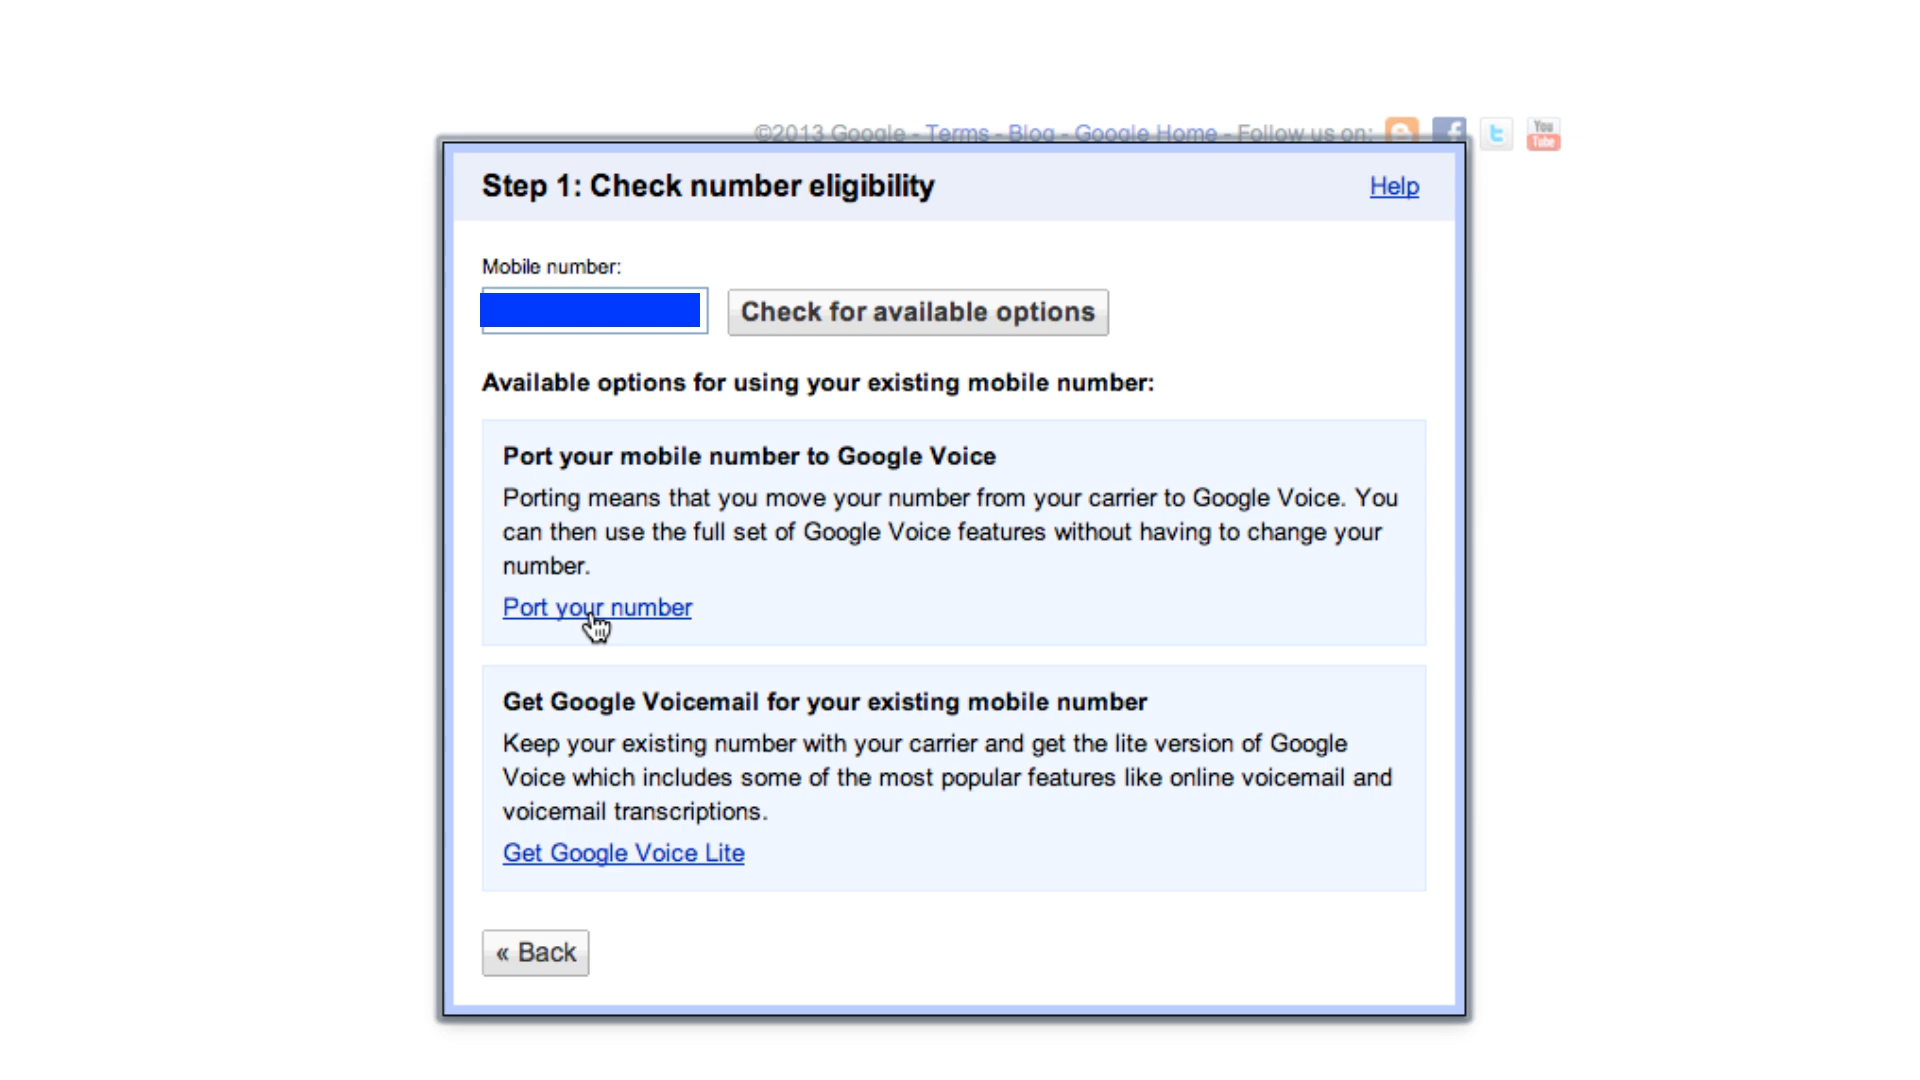 ©2013 Google - Terms - Blog - Google Home - Follow us on:
You
Tube
Step 1: Check number eligibility
Help
Mobile number:
Check for available options
Available options for using your existing mobile number:
Port your mobile number to Google Voice
Porting means that you move your number from your carrier to Google Voice. You
can then use the full set of Google Voice features without having to change your
number.
Port your number
Get Google Voicemail for your existing mobile number
Keep your existing number with your carrier and get the lite version of Google
Voice which includes some of the most popular features like online voicemail and
voicemail transcriptions.
Get Google Voice Lite
« Back